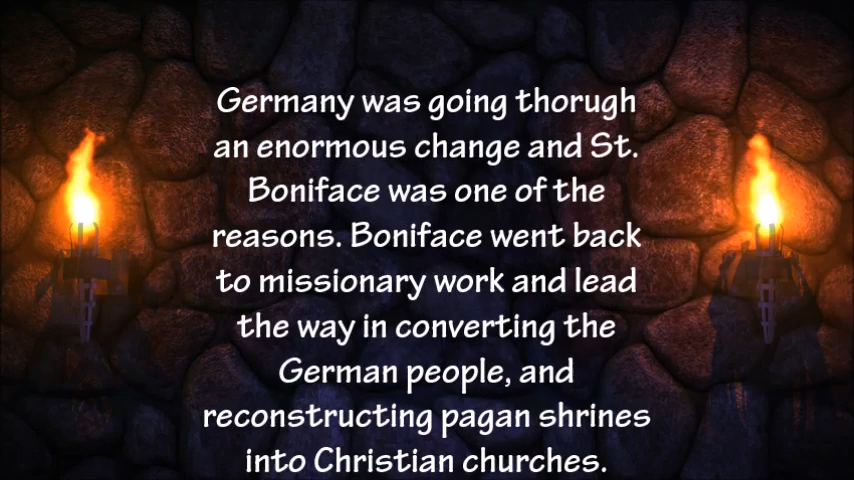 Germany was going thorugh
an enormous change and St.
Boniface was one of the
reasons. Boniface went back
to missionary work and lead
the way in converting the
German people, and
reconstructing pagan shrines
into Christian churches.